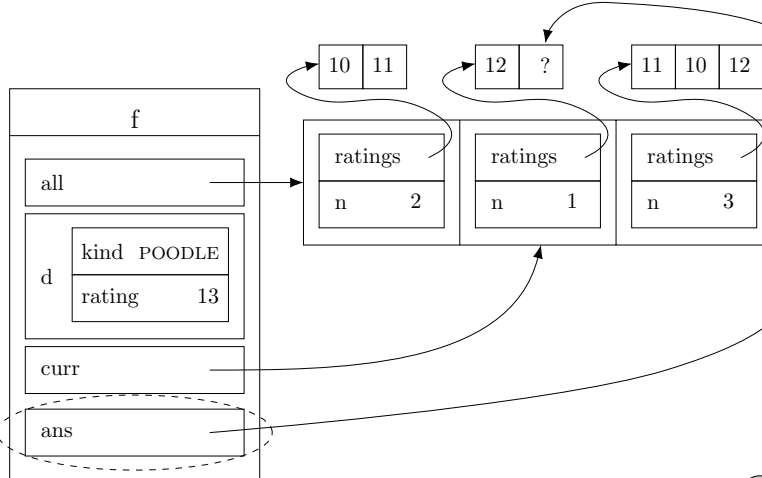 10 11 12 ? 11 10 12
f
ratings ratings ratings
all
n 2 n 1 n 3
kind POODLE
d
rating 13
curr
ans